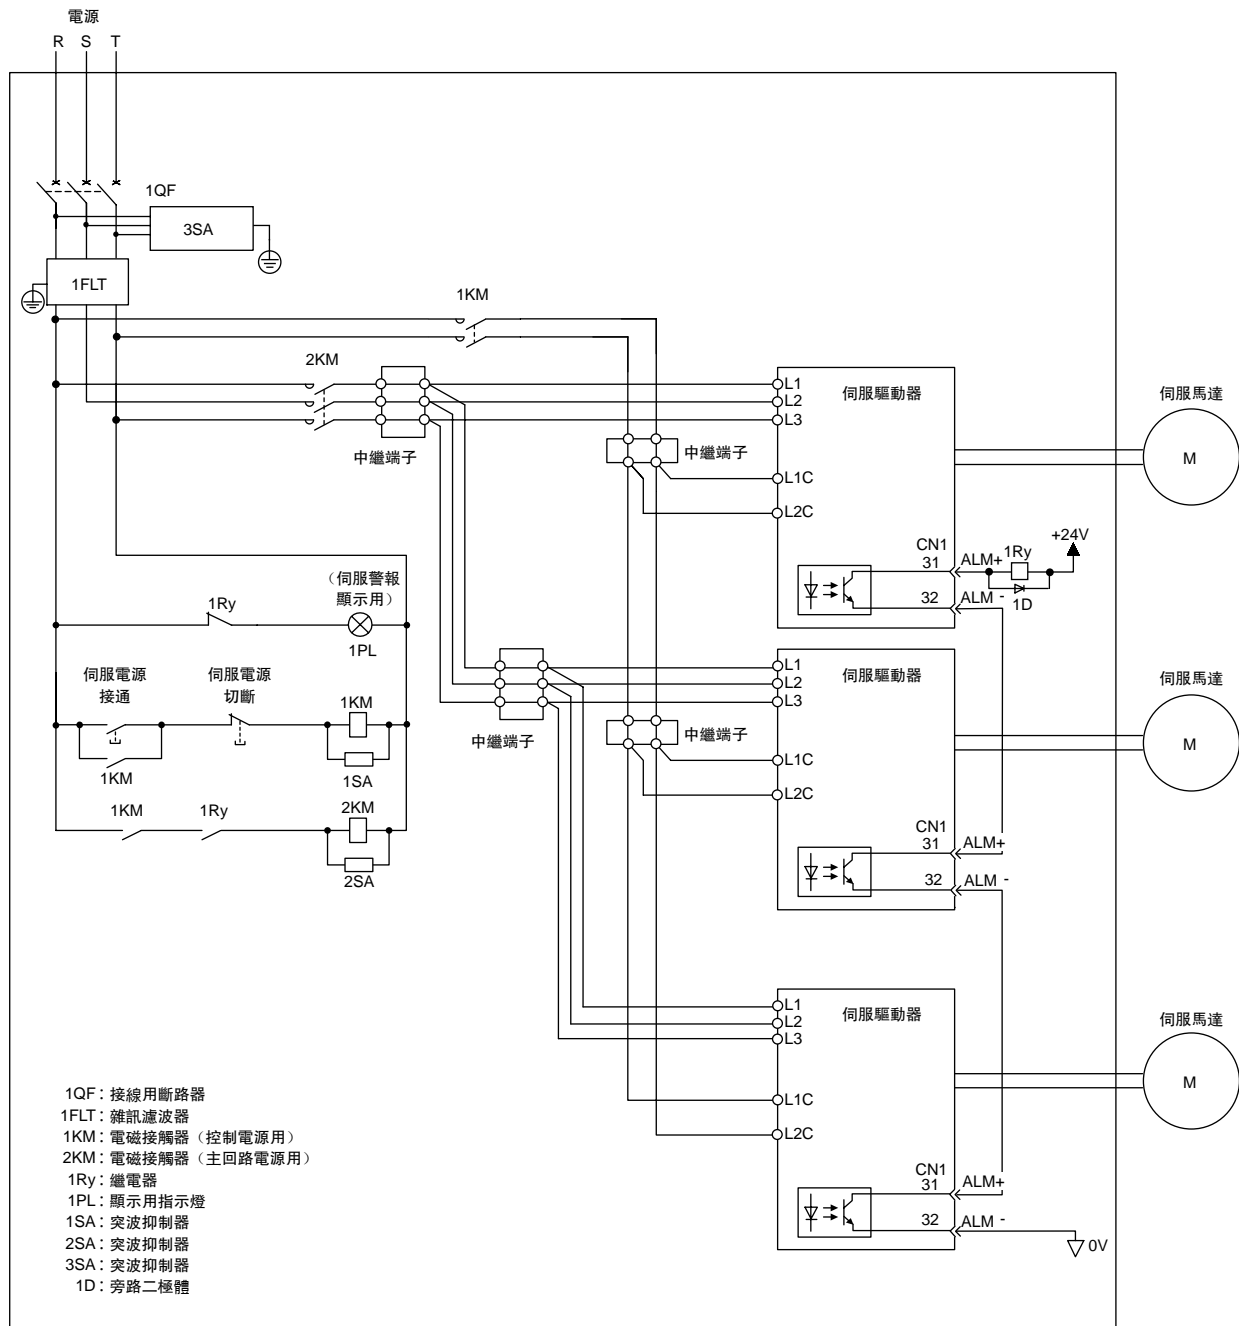 電源
R S T
1QF
3SA
1FLT
1KM
2KM
中繼端子
中繼端子
L1
L2
L3
L1C
L2C
伺服驅動器
伺服馬達
M
CN1
31
32
ALM+
ALM -
1Ry
+24V
1D
1Ry
（伺服警報
顯示用）
1PL
伺服電源
接通
伺服電源
切斷
1KM
1KM
1SA
1KM
1Ry
2KM
2SA
中繼端子
中繼端子
L1
L2
L3
L1C
L2C
伺服驅動器
伺服馬達
M
CN1
31
32
ALM+
ALM -
L1
L2
L3
L1C
L2C
伺服驅動器
伺服馬達
M
CN1
31
32
ALM+
ALM -
0V
1QF：接線用斷路器
1FLT：雜訊濾波器
1KM：電磁接觸器（控制電源用）
2KM：電磁接觸器（主回路電源用）
1Ry：繼電器
1PL：顯示用指示燈
1SA：突波抑制器
2SA：突波抑制器
3SA：突波抑制器
1D：旁路二極體